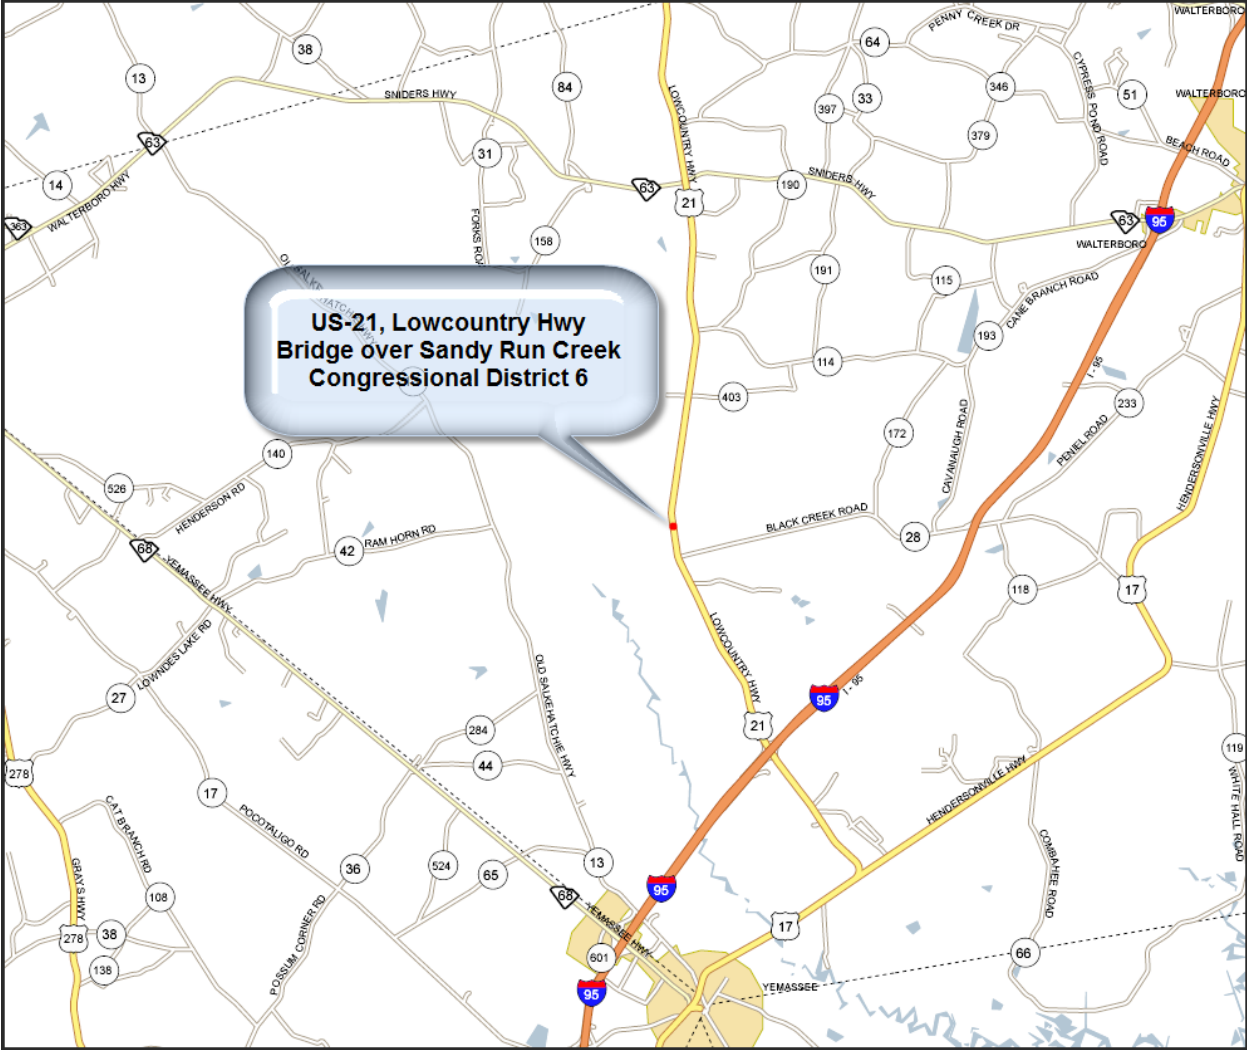 WALTERBORO
PENNY CREEK DR
64
38
13
84
SNIDERS HWY
LOWCOUNTRY HWY
397
33
346
CYPRESS POND ROAD
51
WALTERBORO
379
BEACH ROAD
63
31
14
WALTERBORO HWY
363
63
21
190
SNIDERS HWY
63
95
WALTERBORO
FORKS ROA
158
191
115
CANE BRANCH ROAD
193
US-21, Lowcountry Hwy
Bridge over Sandy Run Creek
Congressional District 6
114
I - 95
403
233
172
CAVANAUGH ROAD
PENIEL ROAD
HENDERSONVILLE HWY
140
526
HENDERSON RD
68
YEMASSEE HWY
42
RAM HORN RD
BLACK CREEK ROAD
28
118
17
LOWNDES LAKE RD
27
OLD SALKEHATCHIE HWY
LOWCOUNTRY HWY
21
95
I - 95
284
44
278
17
POCOTALIGO RD
CAT BRANCH RD
HENDERSONVILLE HWY
119
WHITE HALL ROAD
COMBAHEE ROAD
GRAYS HWY
36
524
65
13
68
YEMASSEE HWY
95
108
278
38
138
POSSUM CORNER RD
601
95
17
66
YEMASSEE